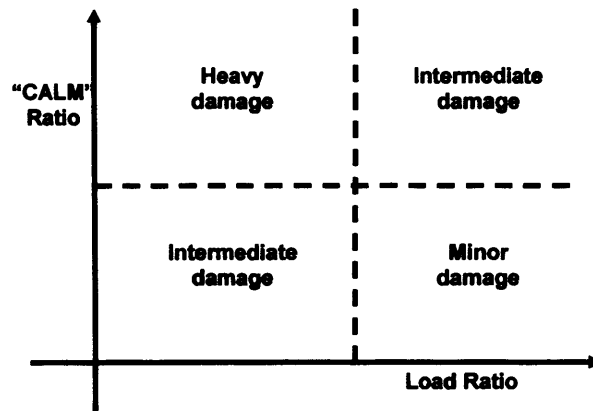 "CALM"
Ratio
Heavy
damage
Intermediate
damage
Intermediate
damage
Minor
damage
Load Ratio